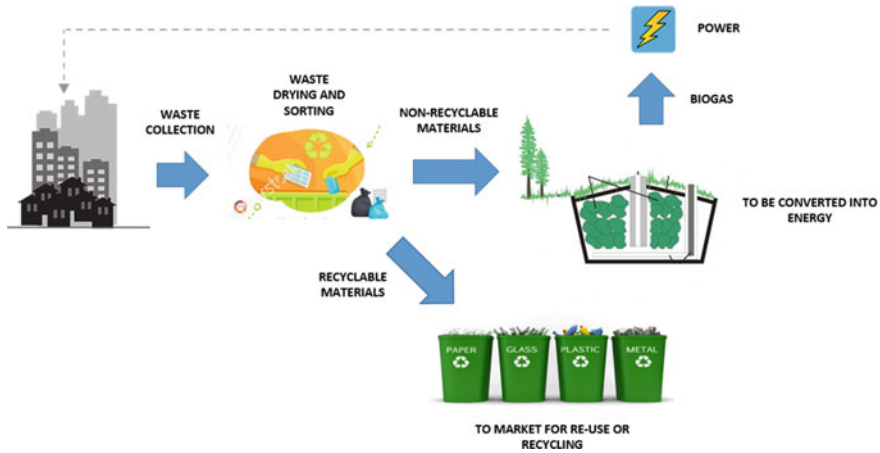 POWER
BIOGAS
WASTE
COLLECTION
WASTE
DRYING AND
SORTING
NON-RECYCLABLE
MATERIALS
TO BE CONVERTED INTO
ENERGY
RECYCLABLE
MATERIALS
PAPER
GLASS
PLASTIC
METAL
TO MARKET FOR RE-USE OR
RECYCLING